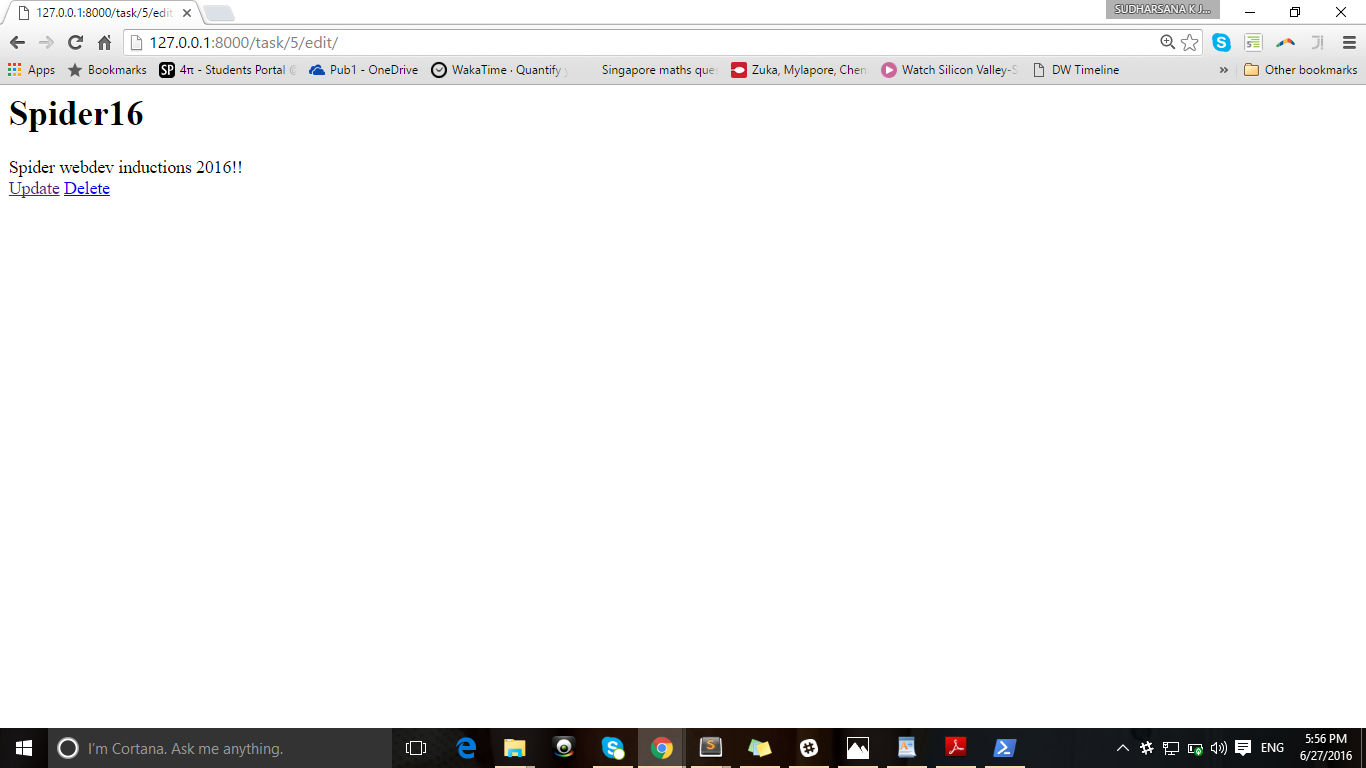 127.0.0.1:8000/task/5/edit
SUDHARSANA K J...
127.0.0.1:8000/task/5/edit/
Apps Bookmarks SP 4π - Students Portal Pub1 - OneDrive WakaTime · Quantify Singapore maths que Zuka, Mylapore, Chen Watch Silicon Valley-S DW Timeline » Other bookmarks
Spider16
Spider webdev inductions 2016!!
Update Delete
I'm Cortana. Ask me anything.
ENG
5:56 PM
6/27/2016